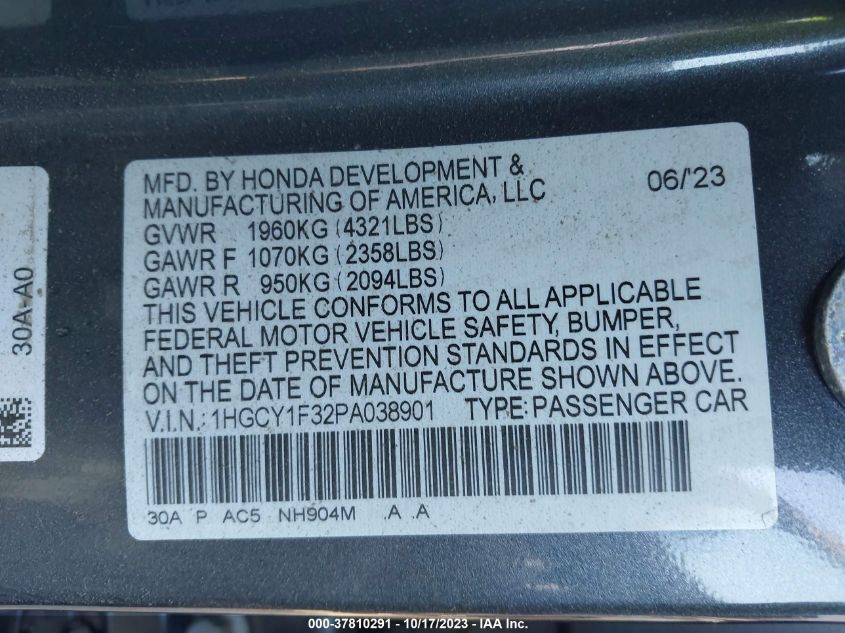 MFD. BY HONDA DEVELOPMENT &
MANUFACTURING OF AMERICA, LLC 06/'23
GVWR 1960KG (4321LBS)
GAWR F 1070KG (2358LBS)
GAWR R 950KG (2094LBS)
THIS VEHICLE CONFORMS TO ALL APPLICABLE
FEDERAL MOTOR VEHICLE SAFETY, BUMPER,
AND THEFT PREVENTION STANDARDS IN EFFECT
ON THE DATE OF MANUFACTURE SHOWN ABOVE.
V.I.N.: 1HGCY1F32PA038901 TYPE: PASSENGER CAR
30A P AC5 NH904M .A .A
30A-A0
000-37810291 - 10/17/2023 - IAA Inc.